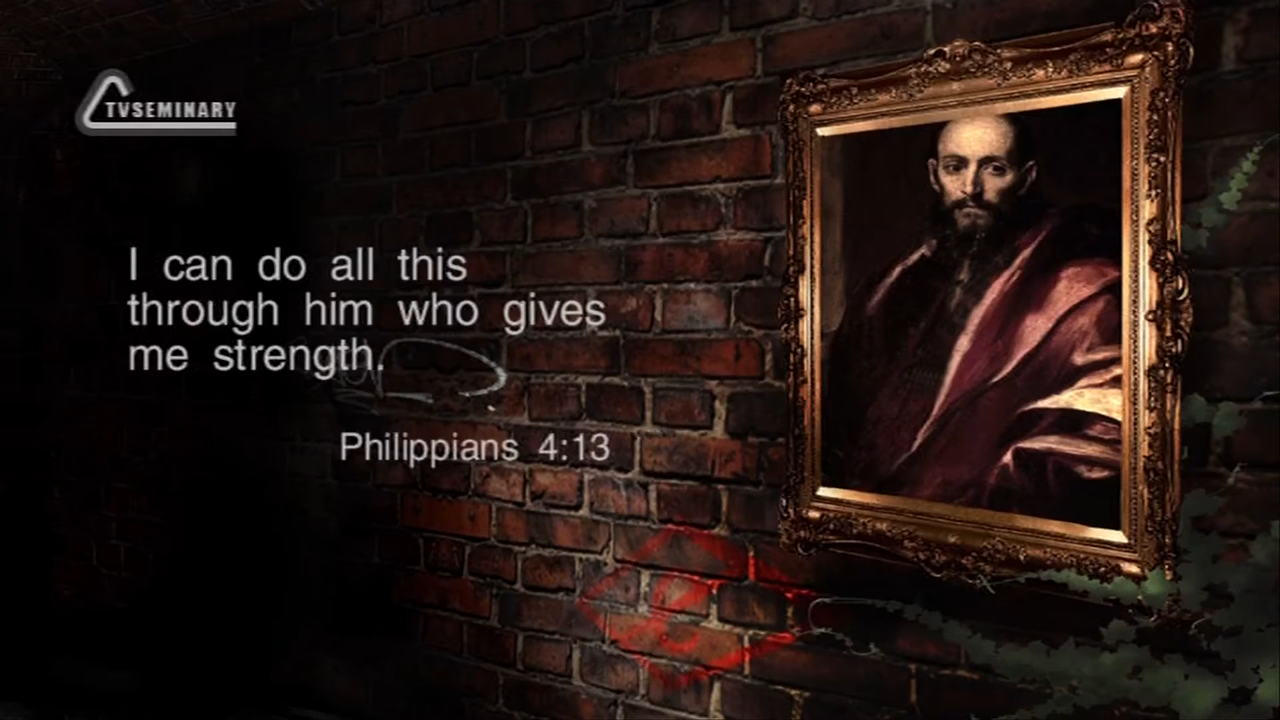 TVSEMINARY
I can do all this
through him who gives
me strength.
Philippians 4:13